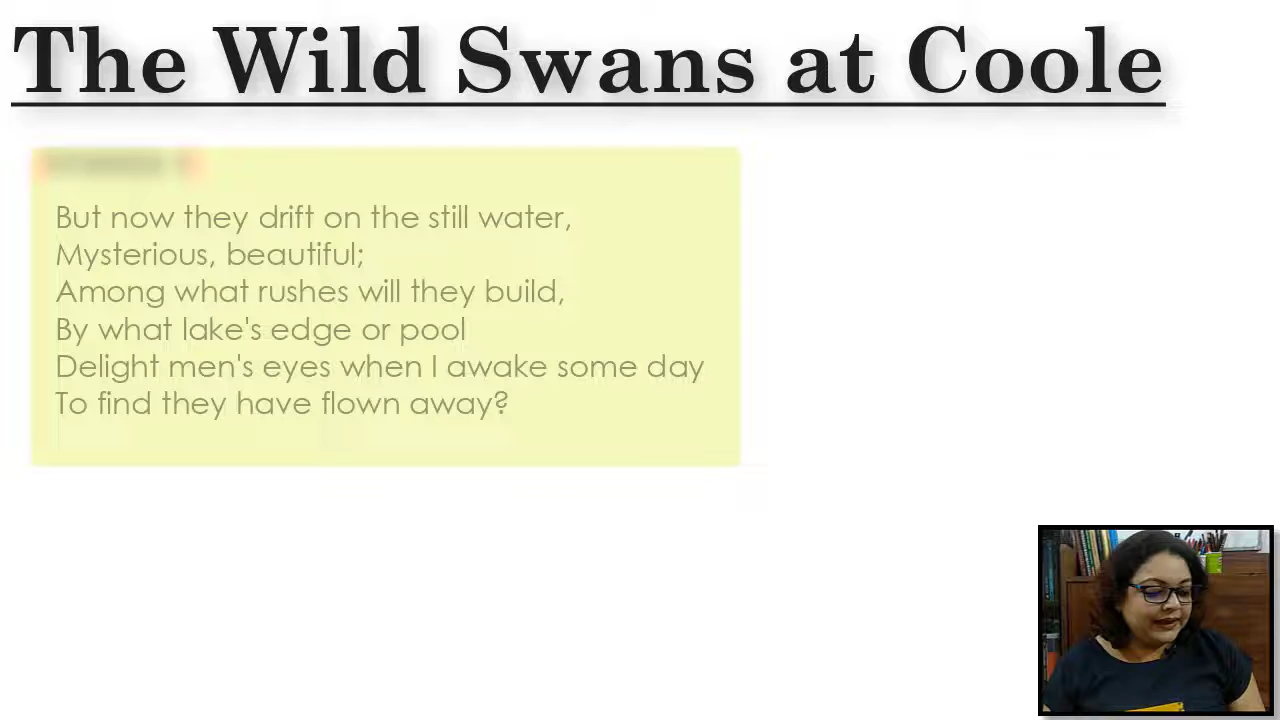 The Wild Swans at Coole
But now they drift on the still water,
Mysterious, beautiful;
Among what rushes will they build,
By what lake's edge or pool
Delight men's eyes when I awake some day
To find they have flown away?